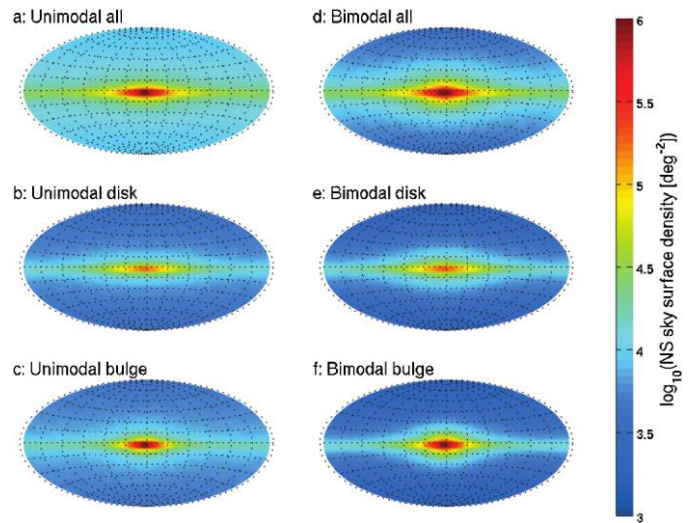 a: Unimodal all
d: Bimodal all
b: Unimodal disk
e: Bimodal disk
c: Unimodal bulge
f: Bimodal bulge
6
5.5
5
4.5
4
3.5
3
log₁₀(NS sky surface density [deg⁻²])